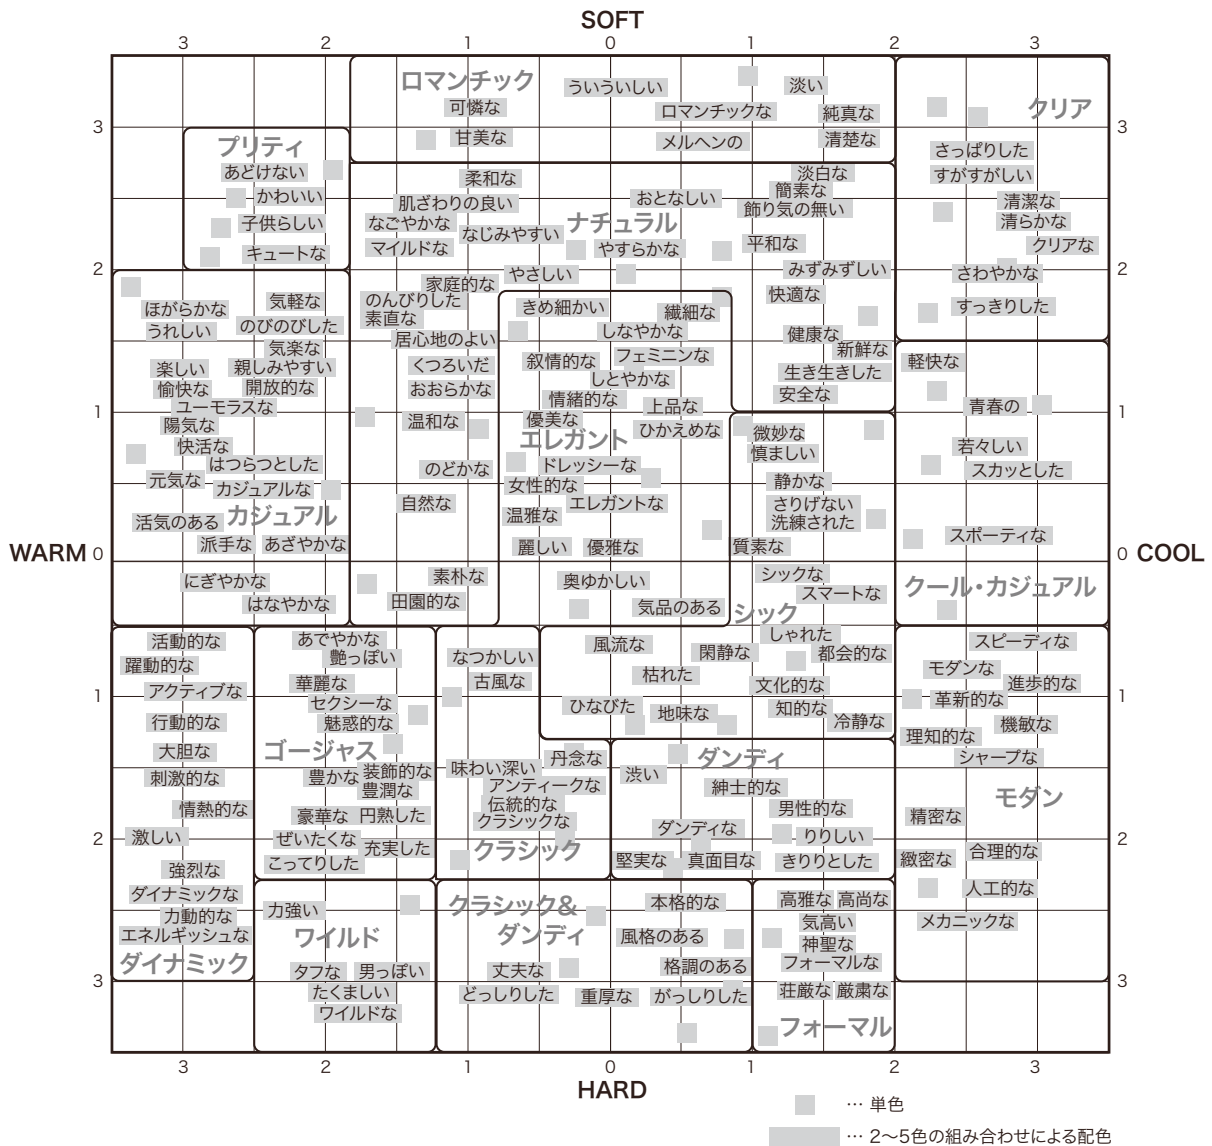 SOFT
3 2 1 0 1 2 3
ロマンチック
ういういしい
淡い
可憐な
ロマンチックな
純真な
甘美な
メルヘンの
清楚な
クリア
さっぱりした
すがすがしい
清潔な
清らかな
クリアな
さわやかな
すっきりした
3
3
プリティ
あどけない
かわいい
子供らしい
キュートな
柔和な
淡白な
簡素な
肌ざわりの良い
おとなしい
飾り気の無い
なごやかな
ナチュラル
なじみやすい
マイルドな
やすらかな
平和な
やさしい
みずみずしい
家庭的な
のんびりした
素直な
快適な
居心地のよい
健康な
新鮮な
くつろいだ
生き生きした
おおらかな
安全な
温和な
のどかな
自然な
素朴な
田園的な
2
2
ほがらかな
気軽な
うれしい
のびのびした
気楽な
楽しい
親しみやすい
愉快な
開放的な
ユーモラスな
陽気な
快活な
はつらつとした
元気な
カジュアルな
活気のある
カジュアル
派手な
あざやかな
にぎやかな
はなやかな
きめ細かい
繊細な
しなやかな
叙情的な
フェミニンな
しとやかな
情緒的な
上品な
優美な
ひかえめな
エレガント
ドレッシーな
女性的な
エレガントな
温雅な
麗しい
優雅な
奥ゆかしい
気品のある
軽快な
青春の
若々しい
スカッとした
スポーティな
クール・カジュアル
1
1
微妙な
慎ましい
静かな
さりげない
洗練された
質素な
シックな
スマートな
シック
しゃれた
風流な
閑静な
都会的な
枯れた
文化的な
ひなびた
地味な
知的な
冷静な
WARM 0
0 COOL
活動的な
躍動的な
アクティブな
行動的な
大胆な
刺激的な
情熱的な
激しい
強烈な
ダイナミックな
力動的な
エネルギッシュな
ダイナミック
あでやかな
艶っぽい
華麗な
セクシーな
魅惑的な
ゴージャス
豊かな
装飾的な
豊潤な
豪華な
円熟した
ぜいたくな
充実した
こってりした
なつかしい
古風な
丹念な
味わい深い
アンティークな
伝統的な
クラシックな
クラシック
ダンディ
渋い
紳士的な
男性的な
ダンディな
りりしい
堅実な
真面目な
きりりとした
スピーディな
モダンな
進歩的な
革新的な
機敏な
理知的な
シャープな
モダン
精密な
緻密な
合理的な
人工的な
メカニックな
1
1
2
2
力強い
ワイルド
タフな
男っぽい
たくましい
ワイルドな
クラシック&
ダンディ
本格的な
風格のある
丈夫な
格調のある
どっしりした
重厚な
がっしりした
高雅な
高尚な
気高い
神聖な
フォーマルな
荘厳な
厳粛な
フォーマル
3
3
3 2 1 0 1 2 3
HARD
… 単色
… 2〜5色の組み合わせによる配色